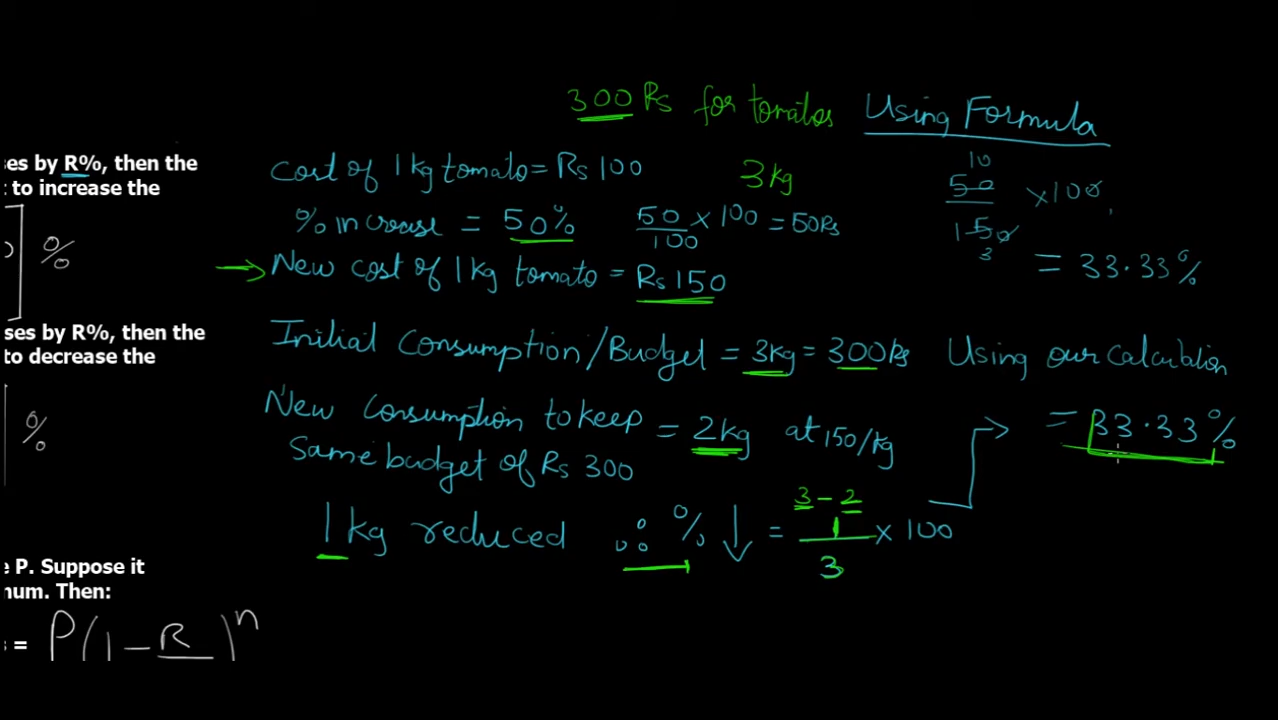 300 Rs for tomatos Using Formula
ses by R%, then the
to increase the
%
Cost of 1 kg tomato = Rs 100
3 kg
10
50 × 100
150
3
= 33.33%
% increase = 50%
50 × 100 = 50Rs
100
New cost of 1 kg tomato = Rs 150
ses by R%, then the
to decrease the
%
Initial Consumption/Budget = 3kg = 300Rs
Using our calculation
= 33.33%
New Consumption to keep = 2kg at 150/kg
Same budget of Rs 300
1 kg reduced ∴ % ↓ = 3 - 2
1 × 100
3
e P. Suppose it
num. Then:
s = P(1 - R)ⁿ